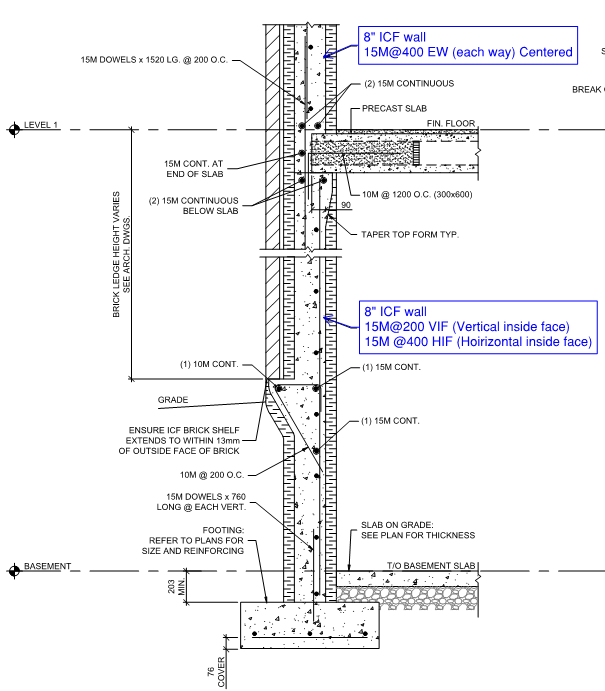 8" ICF wall
15M@400 EW (each way) Centered
15M DOWELS x 1520 LG. @ 200 O.C.
(2) 15M CONTINUOUS
BREAK
PRECAST SLAB
LEVEL 1
FIN. FLOOR
15M CONT. AT
END OF SLAB
10M @ 1200 O.C. (300x600)
(2) 15M CONTINUOUS
BELOW SLAB
90
TAPER TOP FORM TYP.
BRICK LEDGE HEIGHT VARIES
SEE ARCH. DWGS.
8" ICF wall
15M@200 VIF (Vertical inside face)
15M @400 HIF (Hoirizontal inside face)
(1) 10M CONT.
(1) 15M CONT.
GRADE
ENSURE ICF BRICK SHELF
EXTENDS TO WITHIN 13mm
OF OUTSIDE FACE OF BRICK
(1) 15M CONT.
10M @ 200 O.C.
15M DOWELS x 760
LONG @ EACH VERT.
FOOTING:
REFER TO PLANS FOR
SIZE AND REINFORCING
SLAB ON GRADE:
SEE PLAN FOR THICKNESS
BASEMENT
T/O BASEMENT SLAB
203
MIN.
76
COVER